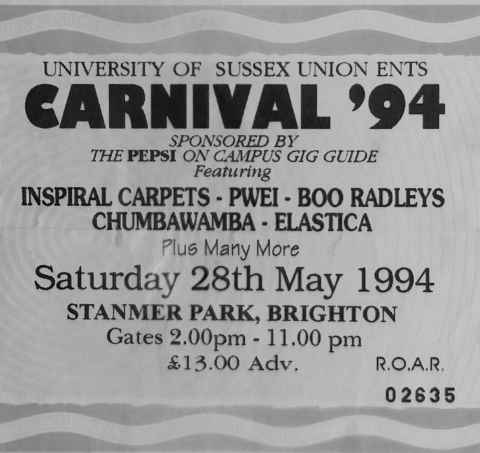 UNIVERSITY OF SUSSEX UNION ENTS
CARNIVAL '94
SPONSORED BY
THE PEPSI ON CAMPUS GIG GUIDE
Featuring
INSPIRAL CARPETS - PWEI - BOO RADLEYS
CHUMBAWAMBA - ELASTICA
Plus Many More
Saturday 28th May 1994
STANMER PARK, BRIGHTON
Gates 2.00pm - 11.00 pm
£13.00 Adv. R.O.A.R.
02635